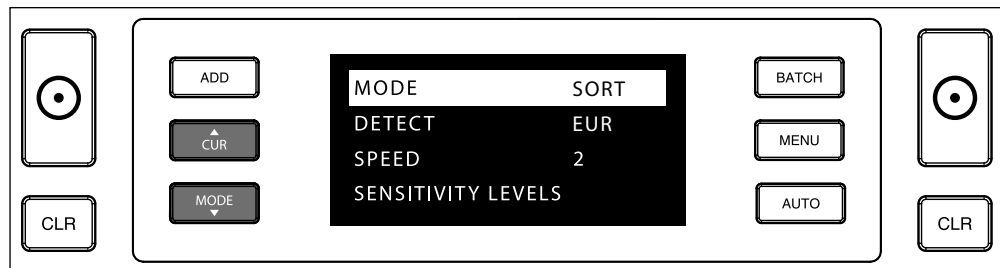 ADD
CUR
MODE
CLR
MODE SORT
DETECT EUR
SPEED 2
SENSITIVITY LEVELS
BATCH
MENU
AUTO
CLR